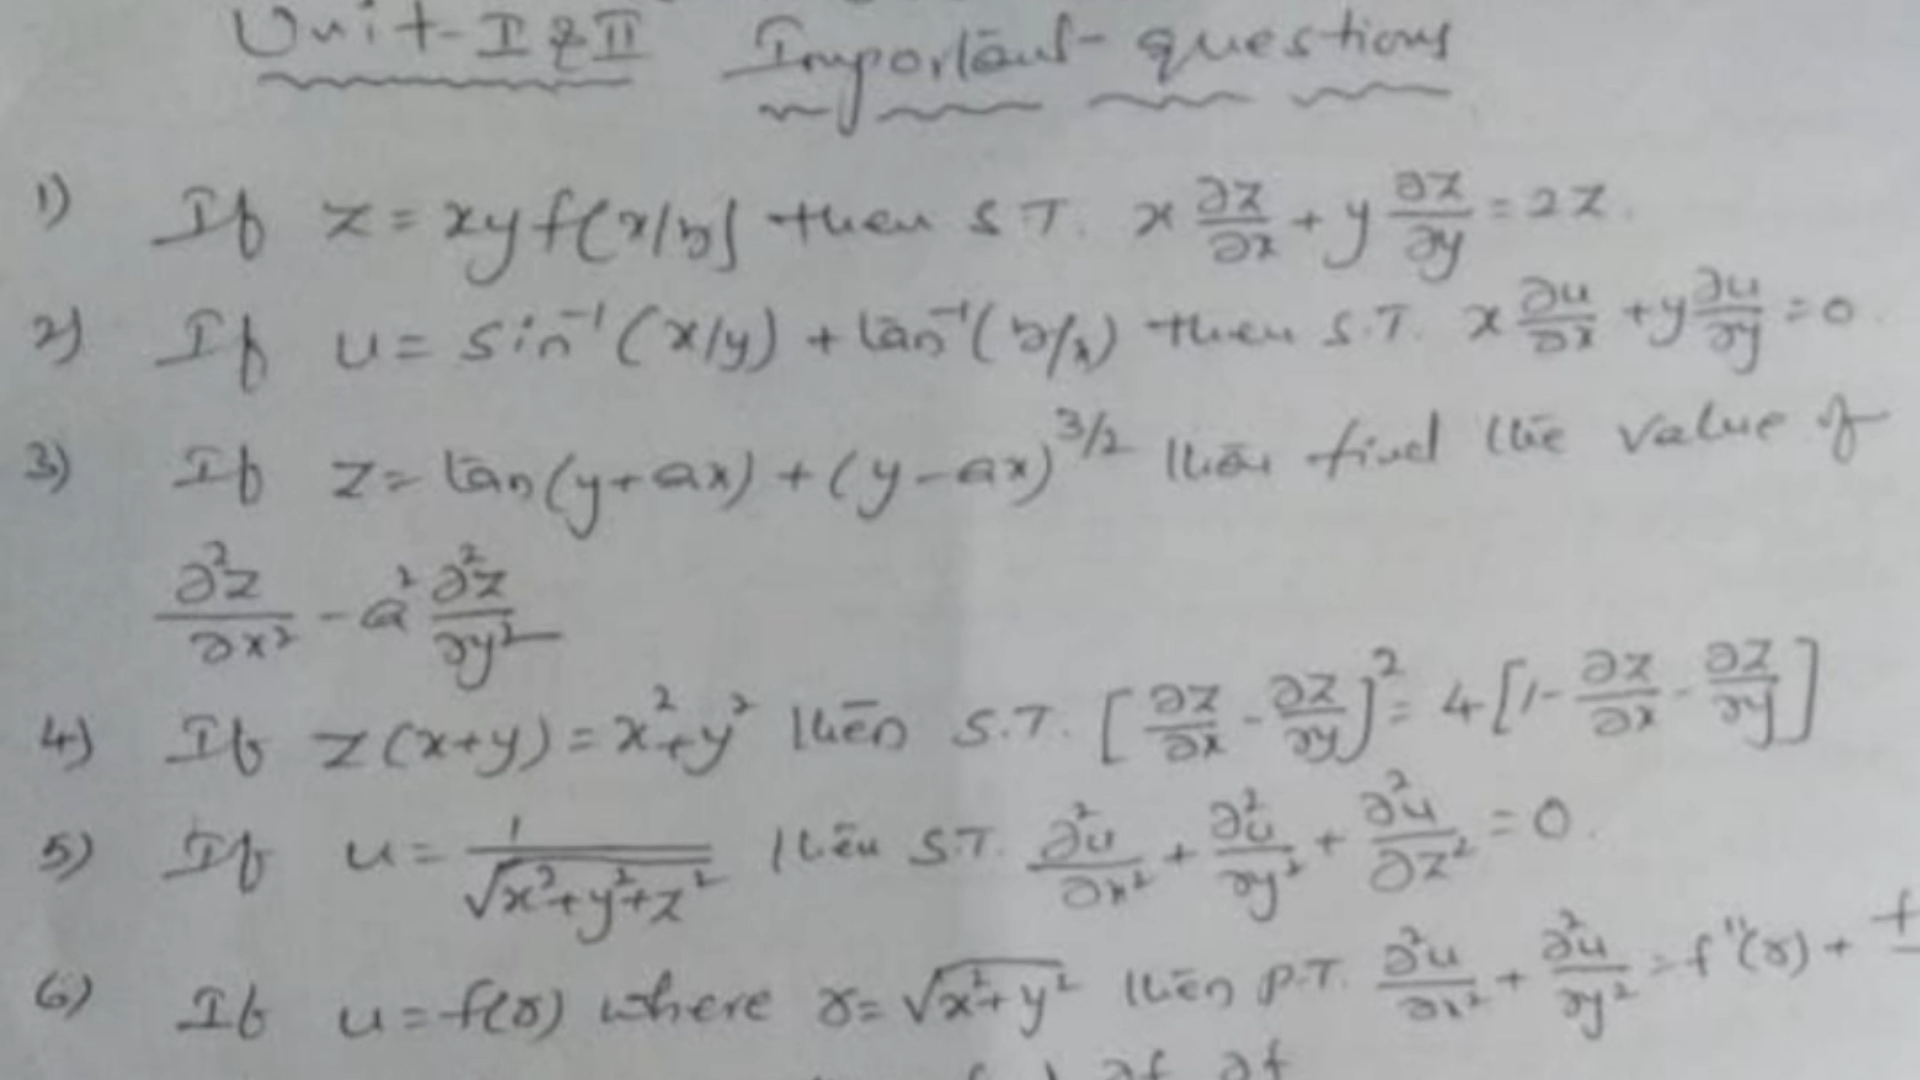 Unit-I & II Important questions
1) If z = xy f(x/y) then S.T. x ∂z/∂x + y ∂z/∂y = 2z.
2) If u = sin⁻¹(x/y) + tan⁻¹(y/x) then S.T. x ∂u/∂x + y ∂u/∂y = 0.
3) If z = tan(y+ax) + (y-ax)^3/2 then find the value of
∂²z/∂x² - a² ∂²z/∂y²
4) If z(x+y) = x²+y² then S.T. [∂z/∂x - ∂z/∂y]² = 4[1 - ∂z/∂x - ∂z/∂y]
5) If u = 1/√x²+y²+z² then S.T. ∂²u/∂x² + ∂²u/∂y² + ∂²u/∂z² = 0.
6) If u = f(r) where r = √x²+y² then P.T. ∂²u/∂x² + ∂²u/∂y² = f''(r) +